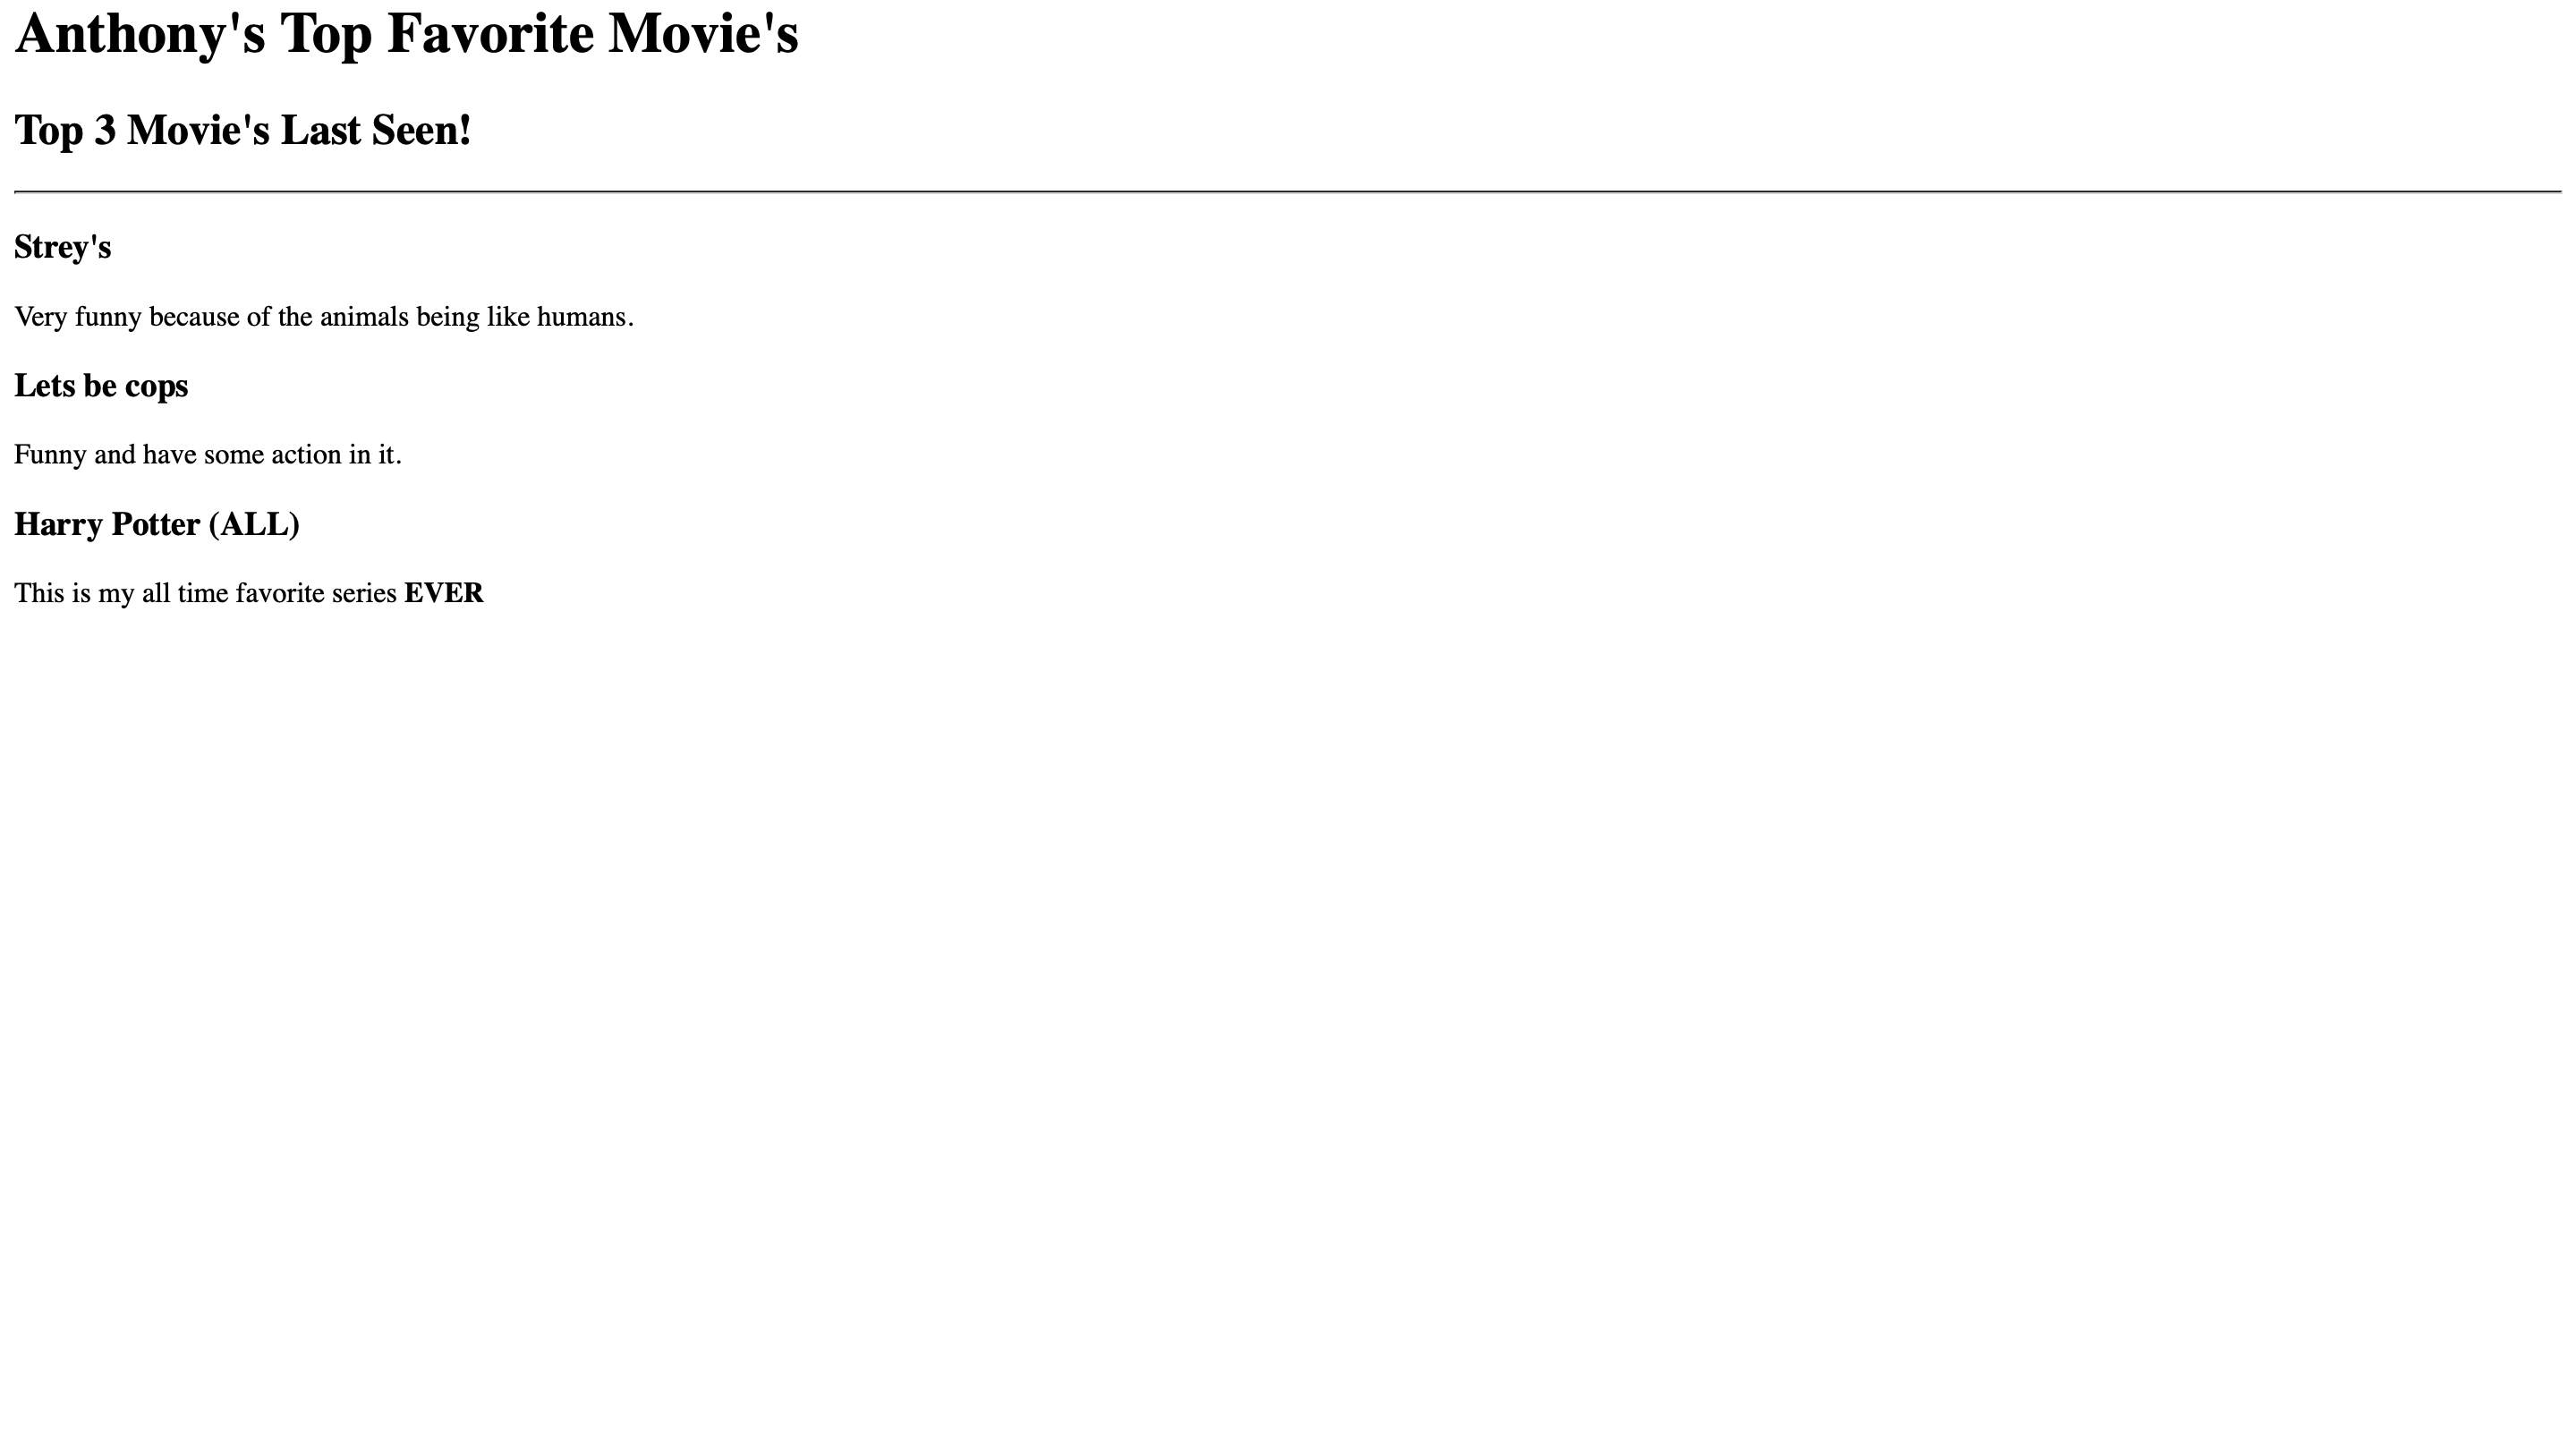 Anthony's Top Favorite Movie's
Top 3 Movie's Last Seen!
Strey's
Very funny because of the animals being like humans.
Lets be cops
Funny and have some action in it.
Harry Potter (ALL)
This is my all time favorite series EVER